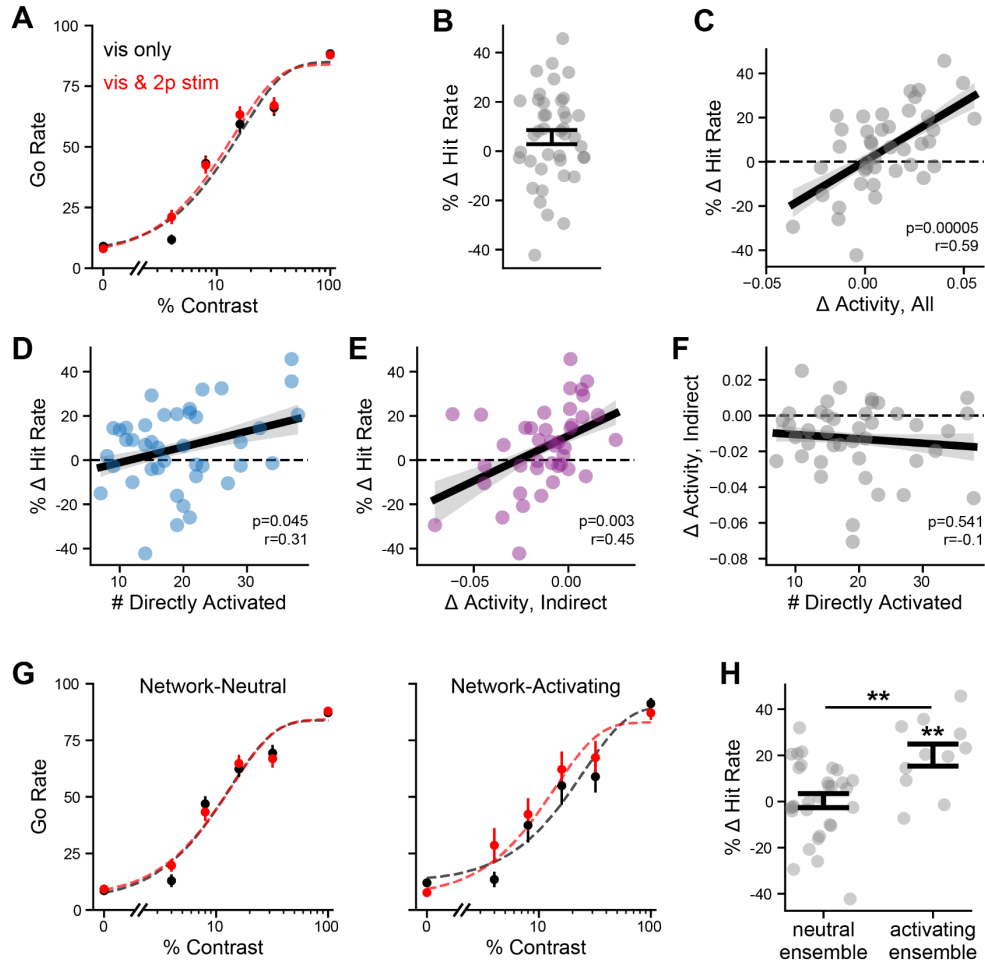 A
100
75
50
25
0
Go Rate
vis only
vis & 2p stim
0
10
100
% Contrast
B
% Δ Hit Rate
40
20
0
-20
-40
C
% Δ Hit Rate
60
40
20
0
-20
-40
p=0.00005
r=0.59
−0.05
0.00
0.05
Δ Activity, All
D
% Δ Hit Rate
40
20
0
-20
-40
p=0.045
r=0.31
10
20
30
# Directly Activated
E
% Δ Hit Rate
40
20
0
-20
-40
p=0.003
r=0.45
−0.05
0.00
Δ Activity, Indirect
F
Δ Activity, Indirect
0.02
0.00
−0.02
−0.04
−0.06
−0.08
p=0.541
r=-0.1
10
20
30
# Directly Activated
G
Network-Neutral
Go Rate
100
75
50
25
0
0
10
100
% Contrast
Network-Activating
0
10
100
% Contrast
H
% Δ Hit Rate
40
20
0
-20
-40
**
**
neutral
ensemble
activating
ensemble